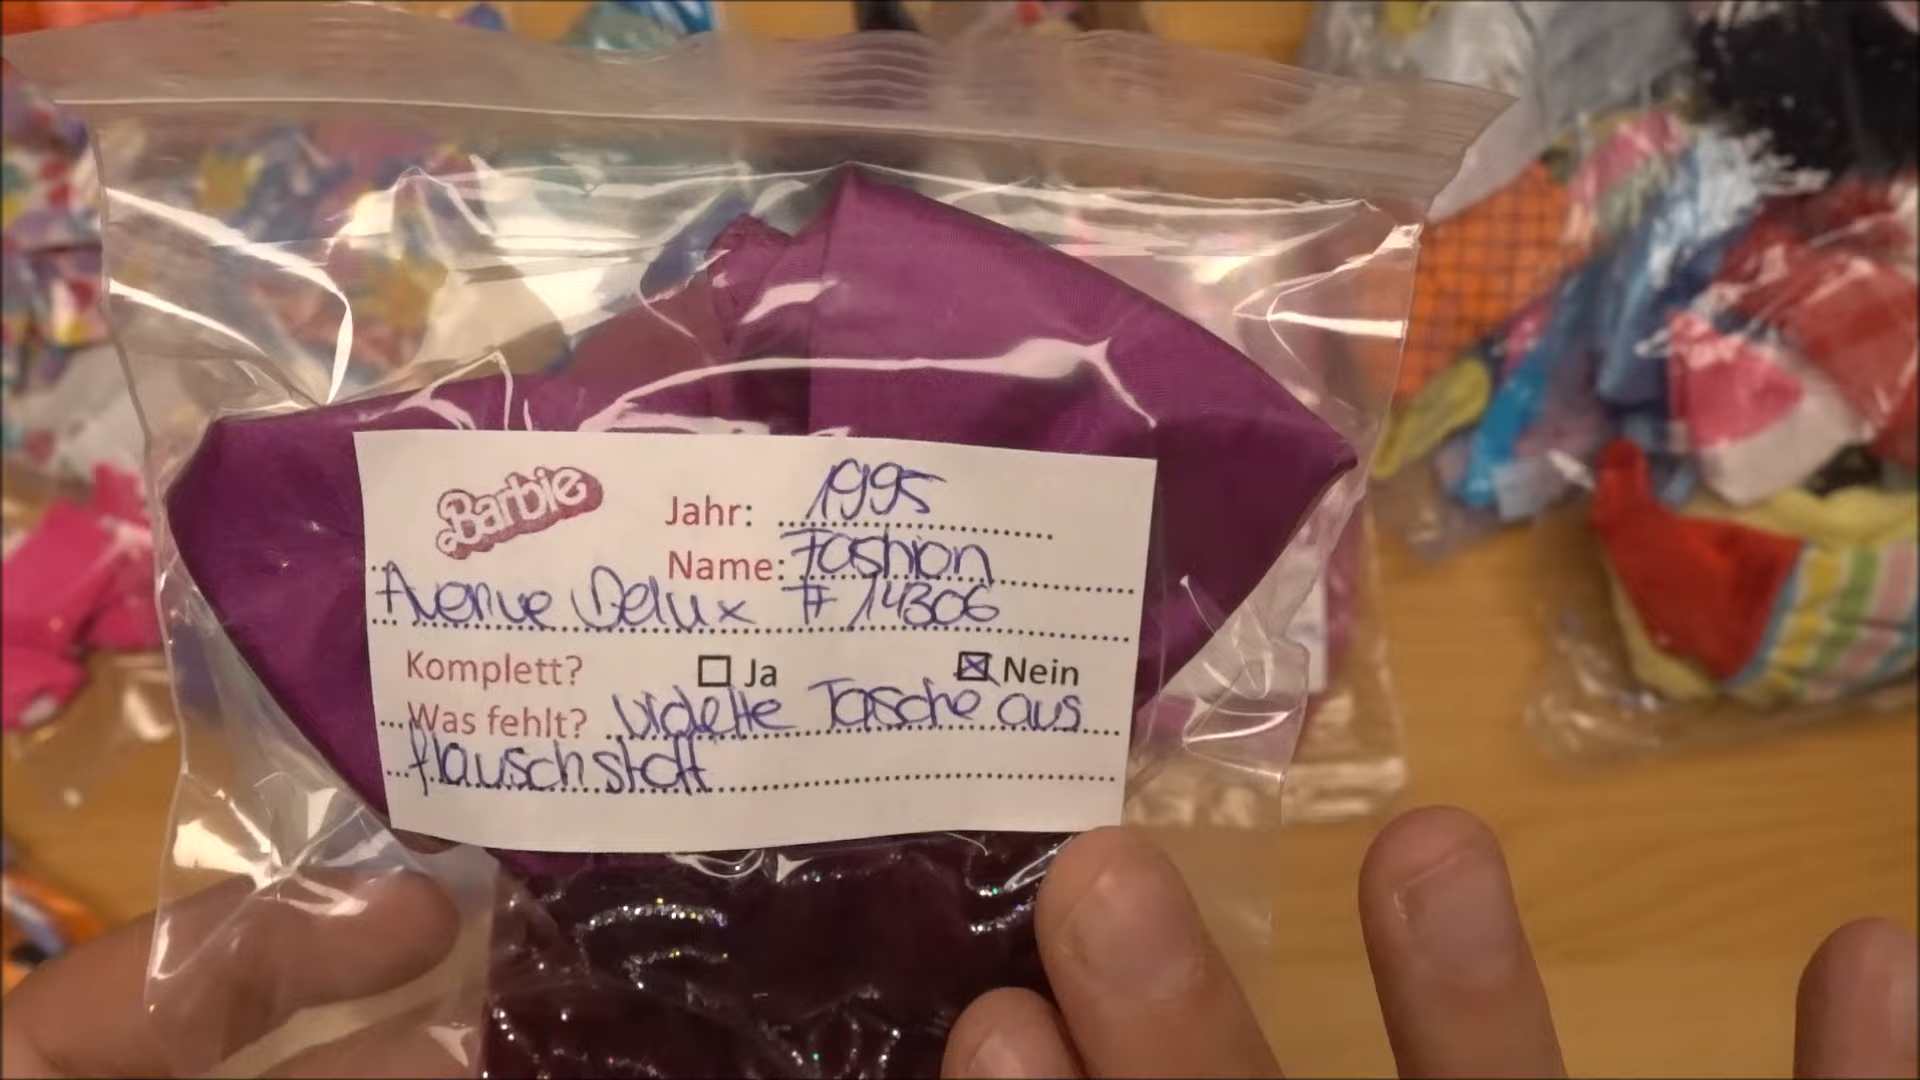 Barbie
Jahr: 1995
Name: Fashion
Avenue Delux # 14306
Komplett? Ja Nein
Was fehlt? violette Tasche aus
flauschstoff